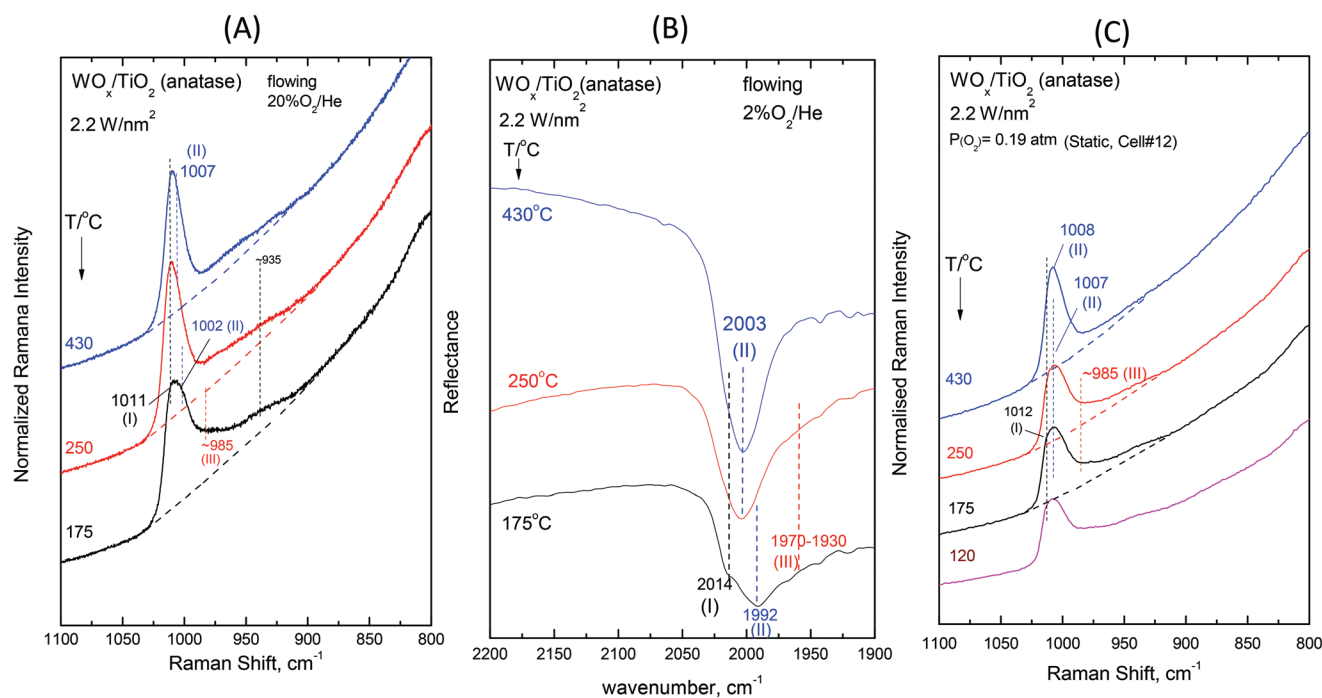 (A)
WOₓ/TiO₂ (anatase)
flowing
20%O₂/He
2.2 W/nm²
(II)
1007
T/°C
~935
430
1002 (II)
1011
(I)
~985
(III)
250
175
Normalized Ramana Intensity
1100 1050 1000 950 900 850 800
Raman Shift, cm⁻¹
(B)
WOₓ/TiO₂(anatase)
flowing
2.2 W/nm²
2%O₂/He
T/°C
430°C
2003
(II)
250°C
175°C
1970-1930
(III)
2014
(I)
1992
(II)
Reflectance
2200 2150 2100 2050 2000 1950 1900
wavenumber, cm⁻¹
(C)
WOₓ/TiO₂ (anatase)
2.2 W/nm²
P(O₂)= 0.19 atm (Static, Cell#12)
1008
(II)
T/°C
1007
(II)
430
~985 (III)
1012
(I)
250
175
120
Normalised Raman Intensity
1100 1050 1000 950 900 850 800
Raman Shift, cm⁻¹